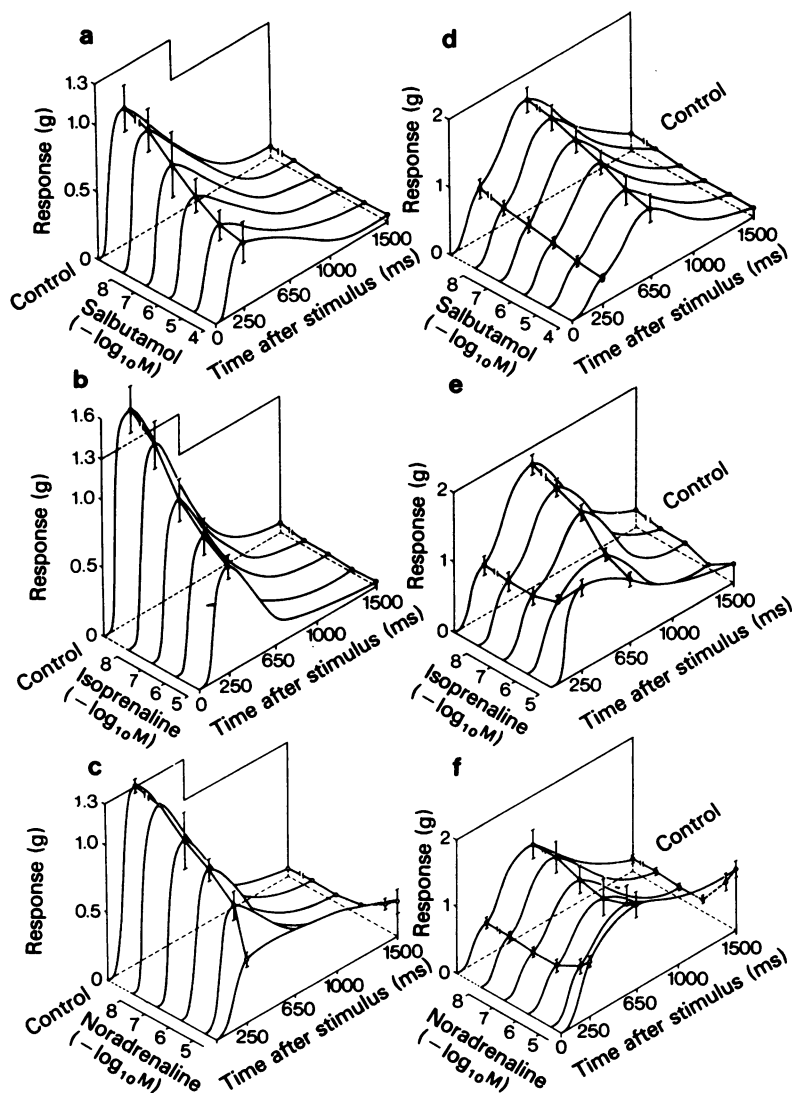 a
Response (g)
1.3
1.0
0.5
0
Control
8
7
6
5
4
Salbutamol
(−log₁₀M)
0
250
650
1000
1500
Time after stimulus (ms)
d
Response (g)
2
1
0
Control
8
7
6
5
4
Salbutamol
(−log₁₀M)
0
250
650
1000
1500
Time after stimulus (ms)
b
Response (g)
1.6
1.3
1.0
0.5
0
Control
8
7
6
5
Isoprenaline
(−log₁₀M)
0
250
650
1000
1500
Time after stimulus (ms)
e
Response (g)
2
1
0
Control
8
7
6
5
Isoprenaline
(−log₁₀M)
250
650
1000
1500
Time after stimulus (ms)
c
Response (g)
1.3
1.0
0.5
0
Control
8
7
6
5
Noradrenaline
(−log₁₀M)
250
650
1000
1500
Time after stimulus (ms)
f
Response (g)
2
1
0
Control
8
7
6
5
Noradrenaline
(−log₁₀M)
0
250
650
1000
1500
Time after stimulus (ms)